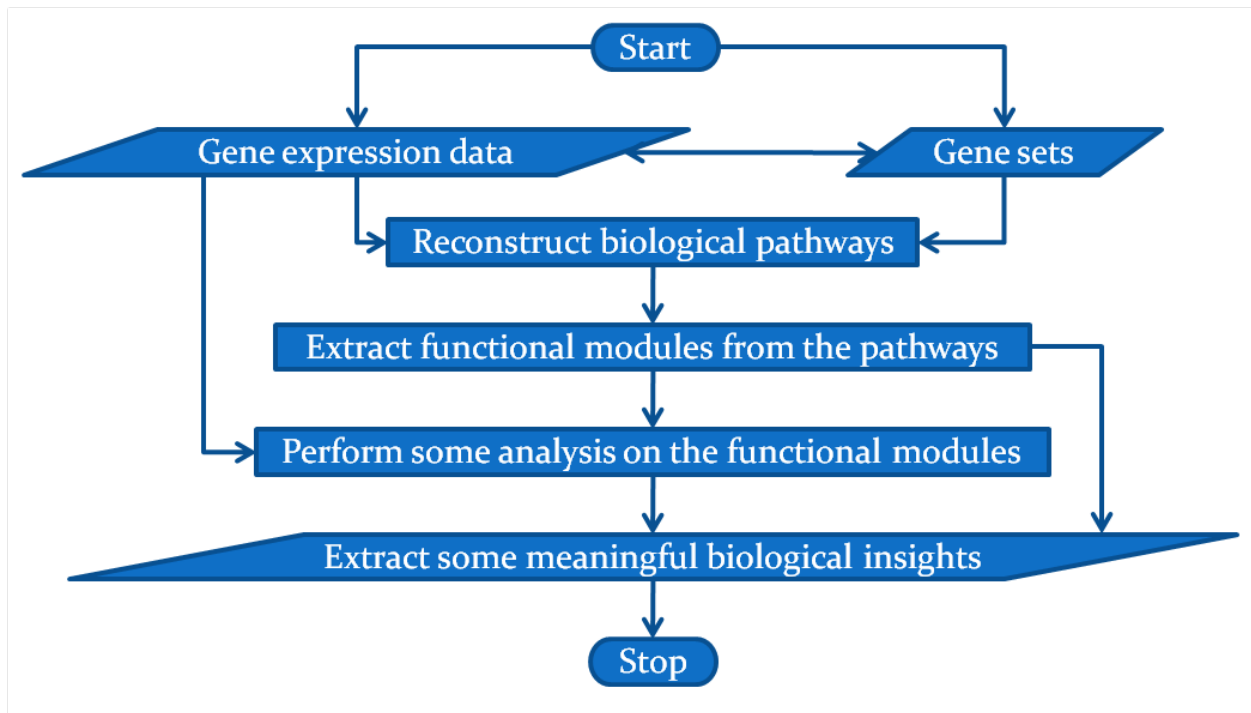 Start
Gene expression data
Gene sets
Reconstruct biological pathways
Extract functional modules from the pathways
Perform some analysis on the functional modules
Extract some meaningful biological insights
Stop